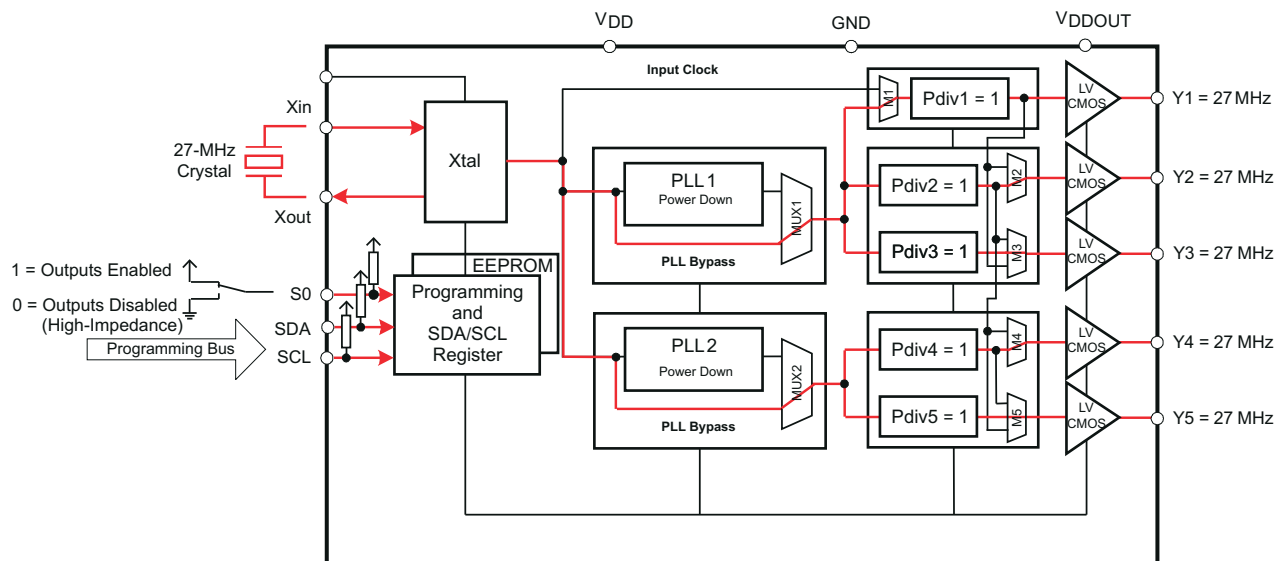 VDD
GND
VDDOUT
Input Clock
Xin
27-MHz
Crystal
Xout
Xtal
M1
Pdiv1 = 1
LV
CMOS
Y1 = 27 MHz
PLL 1
Power Down
MUX1
PLL Bypass
Pdiv2 = 1
M2
LV
CMOS
Y2 = 27 MHz
Pdiv3 = 1
M3
LV
CMOS
Y3 = 27 MHz
1 = Outputs Enabled
0 = Outputs Disabled
(High-Impedance)
S0
SDA
SCL
Programming Bus
EEPROM
Programming
and
SDA/SCL
Register
PLL2
Power Down
MUX2
PLL Bypass
Pdiv4 = 1
M4
LV
CMOS
Y4 = 27 MHz
Pdiv5 = 1
M5
LV
CMOS
Y5 = 27 MHz